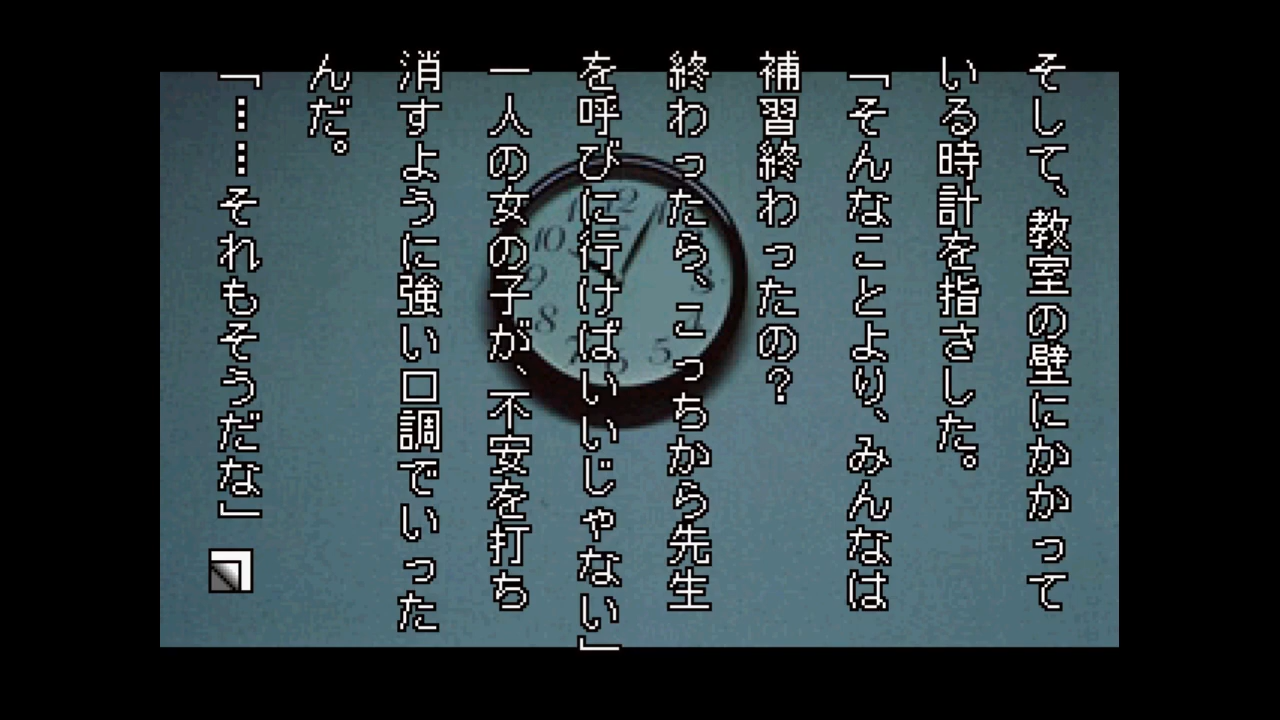 そして、教室の壁にかかって
いる時計を指さした。
「そんなことより、みんなは
補習終わったの？
終わったら、こっちから先生
を呼びに行けばいいじゃない」
一人の女の子が、不安を打ち
消すように強い口調でいった
んだ。
「……それもそうだな」